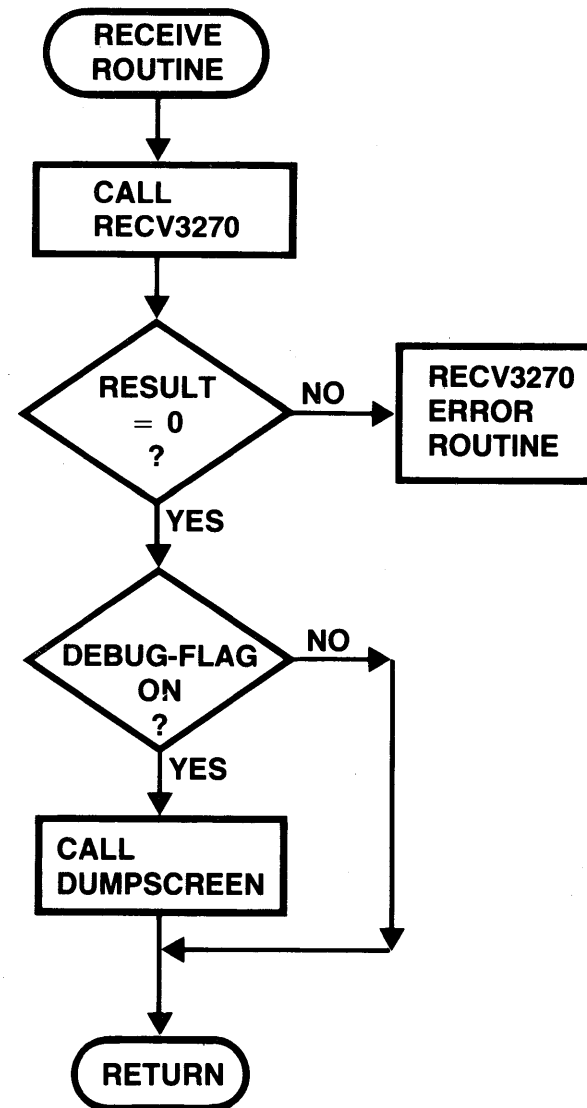 RECEIVE
ROUTINE
CALL
RECV3270
RESULT
= 0
?
NO
RECV3270
ERROR
ROUTINE
YES
DEBUG-FLAG
ON
?
NO
YES
CALL
DUMPSCREEN
RETURN